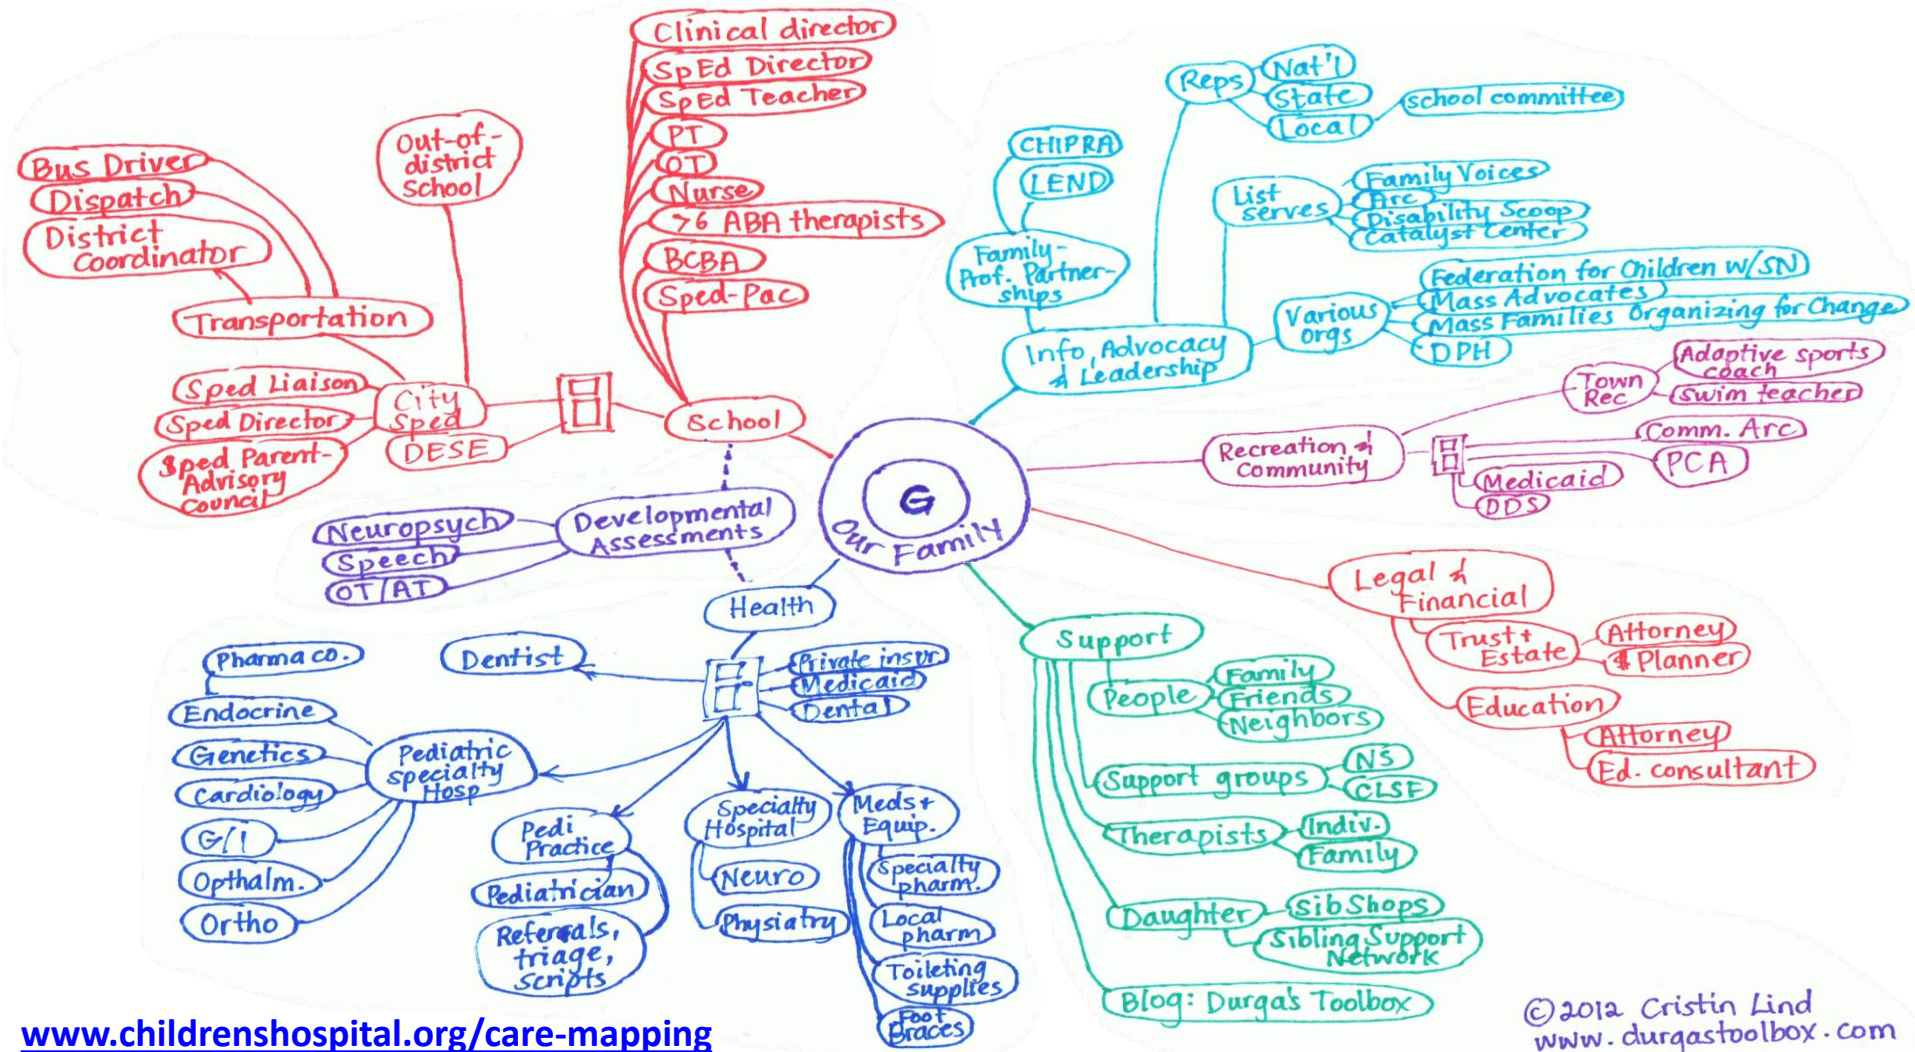 Clinical director
SpEd Director
SpEd Teacher
PT
OT
Nurse
>6 ABA therapists
BCBA
Sped-Pac
Out-of-
district
School
Bus Driver
Dispatch
District
Coordinator
Transportation
Sped Liaison
Sped Director
Sped Parent-
Advisory
Council
City
Sped
DESE
School
Reps
Nat'l
State
Local
school committee
CHIPRA
LEND
Family-
Prof. Partner-
ships
List
serves
Family Voices
Arc
Disability Scoop
Catalyst Center
Various
orgs
Federation for Children w/SN
Mass Advocates
Mass Families Organizing for Change
DPH
Info, Advocacy
& Leadership
Town
Rec
Adaptive sports
coach
swim teacher
Recreation &
Community
Comm. Arc
PCA
Medicaid
DDS
G
Our Family
Developmental
Assessments
Neuropsych
Speech
OT/AT
Health
Dentist
Private insur
Medicaid
Dental
Pharma co.
Endocrine
Genetics
Cardiology
G/I
Opthalm.
Ortho
Pediatric
specialty
Hosp
Pedi
Practice
Pediatrician
Referrals,
triage,
scripts
Specialty
Hospital
Neuro
Physiatry
Meds +
Equip.
Specialty
pharm.
Local
pharm
Toileting
supplies
Foot
Braces
Support
People
Family
Friends
Neighbors
Support groups
NS
CLSF
Therapists
Indiv.
Family
Daughter
SibShops
Sibling Support
Network
Blog: Durga's Toolbox
Legal &
Financial
Trust +
Estate
Attorney
$ Planner
Education
Attorney
Ed. consultant
www.childrenshospital.org/care-mapping
©2012 Cristin Lind
www.durgastoolbox.com